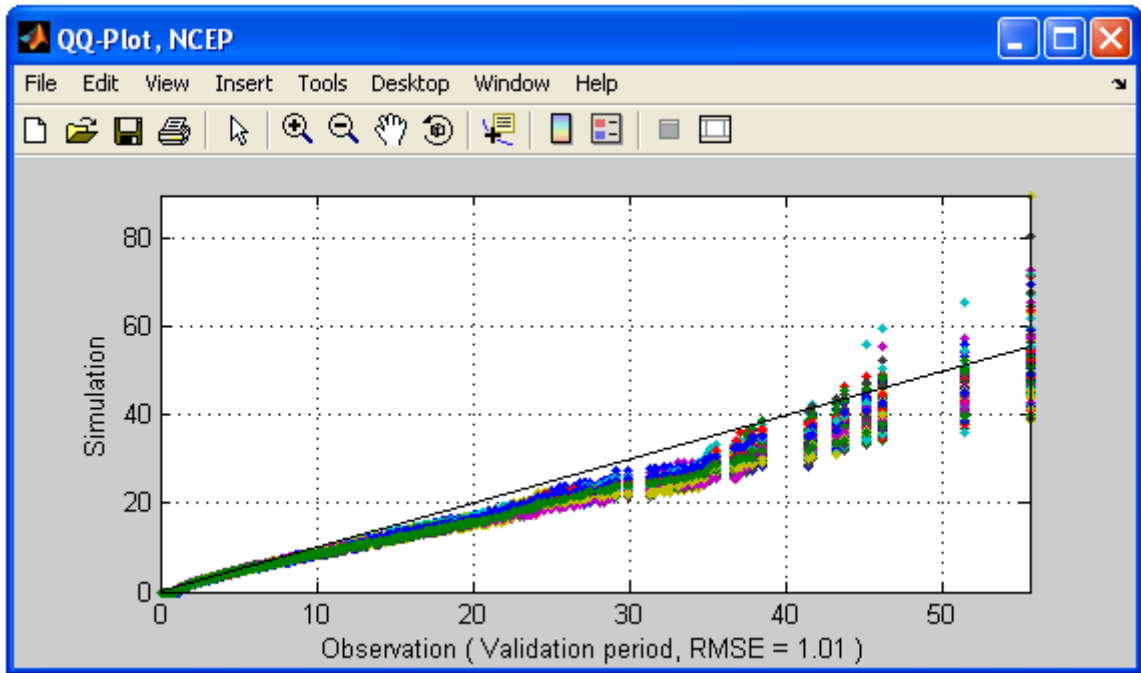 QQ-Plot, NCEP
File Edit View Insert Tools Desktop Window Help
80
60
Simulation
40
20
0
0 10 20 30 40 50
Observation ( Validation period, RMSE = 1.01 )